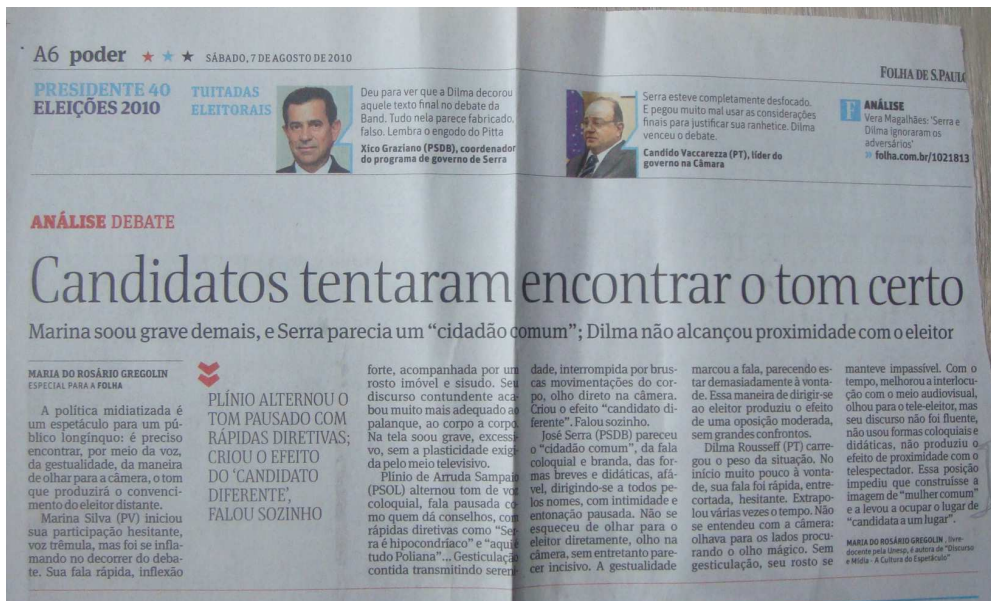 A6 poder ★ ★ ★ SÁBADO, 7 DE AGOSTO DE 2010
FOLHA DE S.PAULO
PRESIDENTE 40
ELEIÇÕES 2010
TUITADAS
ELEITORAIS
Deu para ver que a Dilma decorou
aquele texto final no debate da
Band. Tudo nela parece fabricado,
falso. Lembra o engodo do Pitta
Xico Graziano (PSDB), coordenador
do programa de governo de Serra
Serra esteve completamente desfocado.
E pegou muito mal usar as considerações
finais para justificar sua ranhetice. Dilma
venceu o debate.
Candido Vaccarezza (PT), líder do
governo na Câmara
F
ANÁLISE
Vera Magalhães: 'Serra e
Dilma ignoraram os
adversários'
» folha.com.br/1021813
ANÁLISE DEBATE
Candidatos tentaram encontrar o tom certo
Marina soou grave demais, e Serra parecia um “cidadão comum”; Dilma não alcançou proximidade com o eleitor
MARIA DO ROSÁRIO GREGOLIN
ESPECIAL PARA A FOLHA
A política midiatizada é
um espetáculo para um pú-
blico longínquo: é preciso
encontrar, por meio da voz,
da gestualidade, da maneira
de olhar para a câmera, o tom
que produzirá o convenci-
mento do eleitor distante.
Marina Silva (PV) iniciou
sua participação hesitante,
voz trêmula, mas foi se infla-
mando no decorrer do deba-
te. Sua fala rápida, inflexão
PLÍNIO ALTERNOU O
TOM PAUSADO COM
RÁPIDAS DIRETIVAS;
CRIOU O EFEITO
DO ‘CANDIDATO
DIFERENTE’,
FALOU SOZINHO
forte, acompanhada por um
rosto imóvel e sisudo. Seu
discurso contundente aca-
bou muito mais adequado ao
palanque, ao corpo a corpo.
Na tela soou grave, excessi-
vo, sem a plasticidade exigi-
da pelo meio televisivo.
Plínio de Arruda Sampaio
(PSOL) alternou tom de voz
coloquial, fala pausada co-
mo quem dá conselhos, com
rápidas diretivas como “Ser-
ra é hipocondríaco” e “aqui é
tudo Poliana”... Gesticulação
contida transmitindo sereni-
dade, interrompida por brus-
cas movimentações do cor-
po, olho direto na câmera.
Criou o efeito “candidato di-
ferente”. Falou sozinho.
José Serra (PSDB) pareceu
o “cidadão comum”, da fala
coloquial e branda, das for-
mas breves e didáticas, afá-
vel, dirigindo-se a todos pe-
los nomes, com intimidade e
entonação pausada. Não se
esqueceu de olhar para o
eleitor diretamente, olho na
câmera, sem entretanto pare-
cer incisivo. A gestualidade
marcou a fala, parecendo es-
tar demasiadamente à vonta-
de. Essa maneira de dirigir-se
ao eleitor produziu o efeito
de uma oposição moderada,
sem grandes confrontos.
Dilma Rousseff (PT) carre-
gou o peso da situação. No
início muito pouco à vonta-
de, sua fala foi rápida, entre-
cortada, hesitante. Extrapo-
lou várias vezes o tempo. Não
se entendeu com a câmera:
olhava para os lados procu-
rando o olho mágico. Sem
gesticulação, seu rosto se
manteve impassível. Com o
tempo, melhorou a interlocu-
ção com o meio audiovisual,
olhou para o tele-eleitor, mas
seu discurso não foi fluente,
não usou formas coloquiais e
didáticas, não produziu o
efeito de proximidade com o
telespectador. Essa posição
impediu que construísse a
imagem de “mulher comum”
e a levou a ocupar o lugar de
“candidata a um lugar”.
MARIA DO ROSÁRIO GREGOLIN, livre-
docente pela Unesp, é autora de "Discurso
e Mídia - A Cultura do Espetáculo"